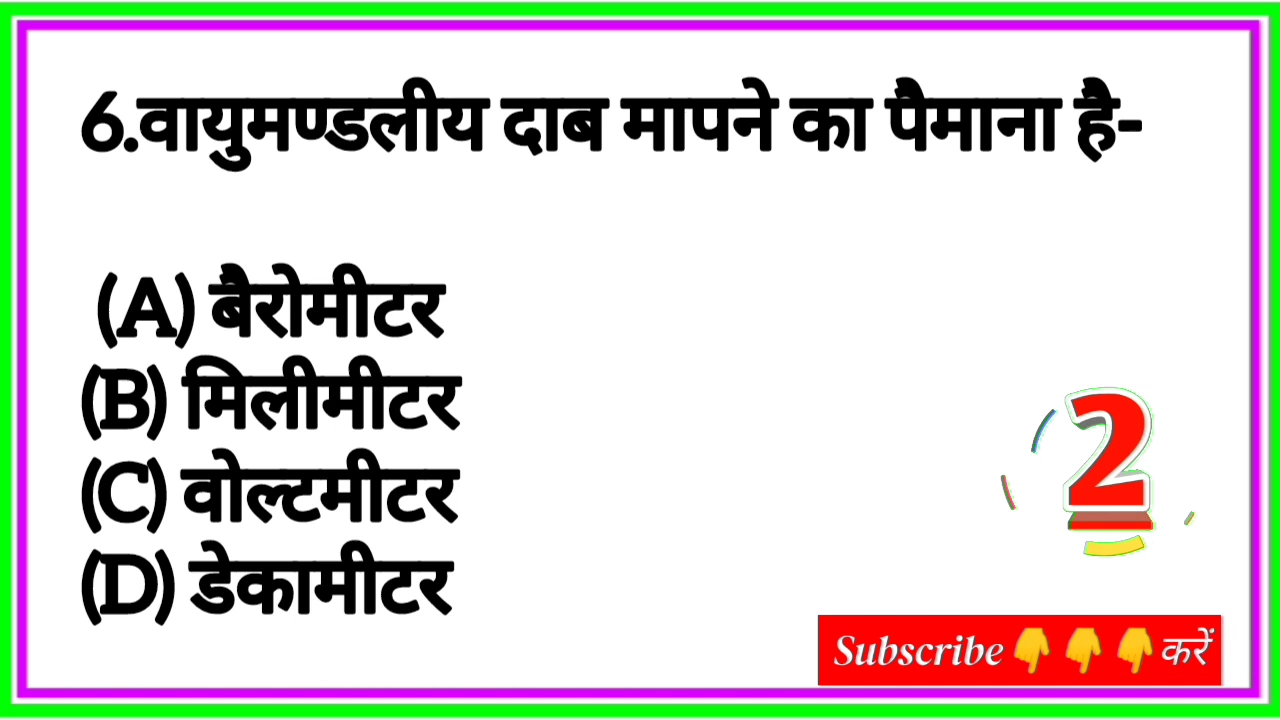 6.वायुमण्डलीय दाब मापने का पैमाना है-
(A) बैरोमीटर
(B) मिलीमीटर
(C) वोल्टमीटर
(D) डेकामीटर
2
Subscribe 👇 👇 👇 करें